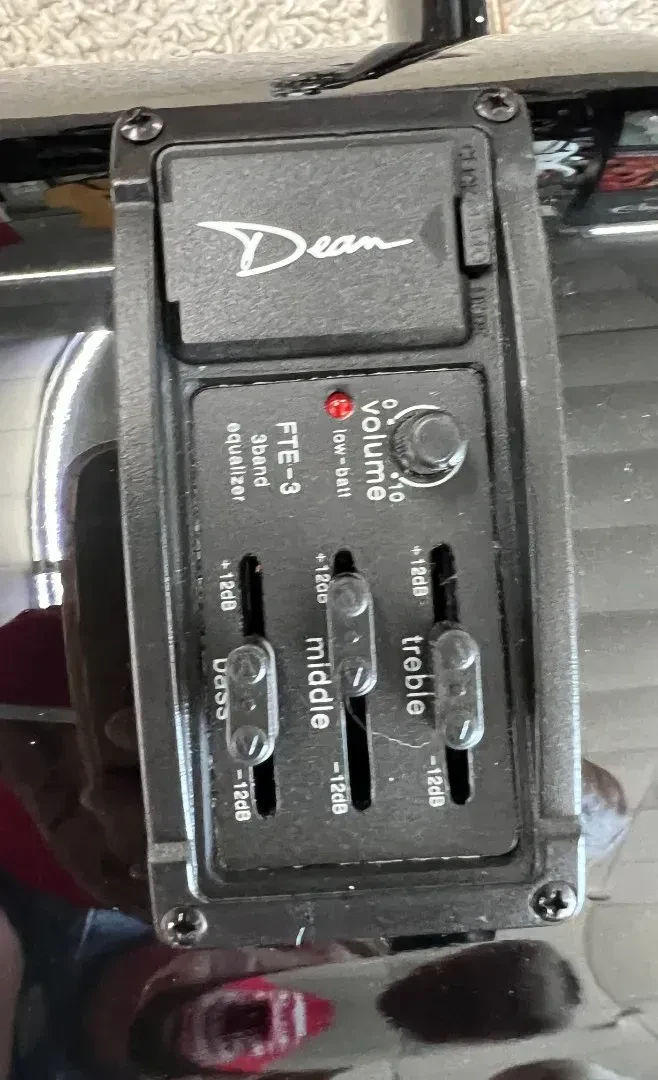 Dean
0
10
volume
low-batt
FTE-3
3band
equalizer
+12dB
treble
-12dB
+12dB
middle
-12dB
+12dB
bass
-12dB